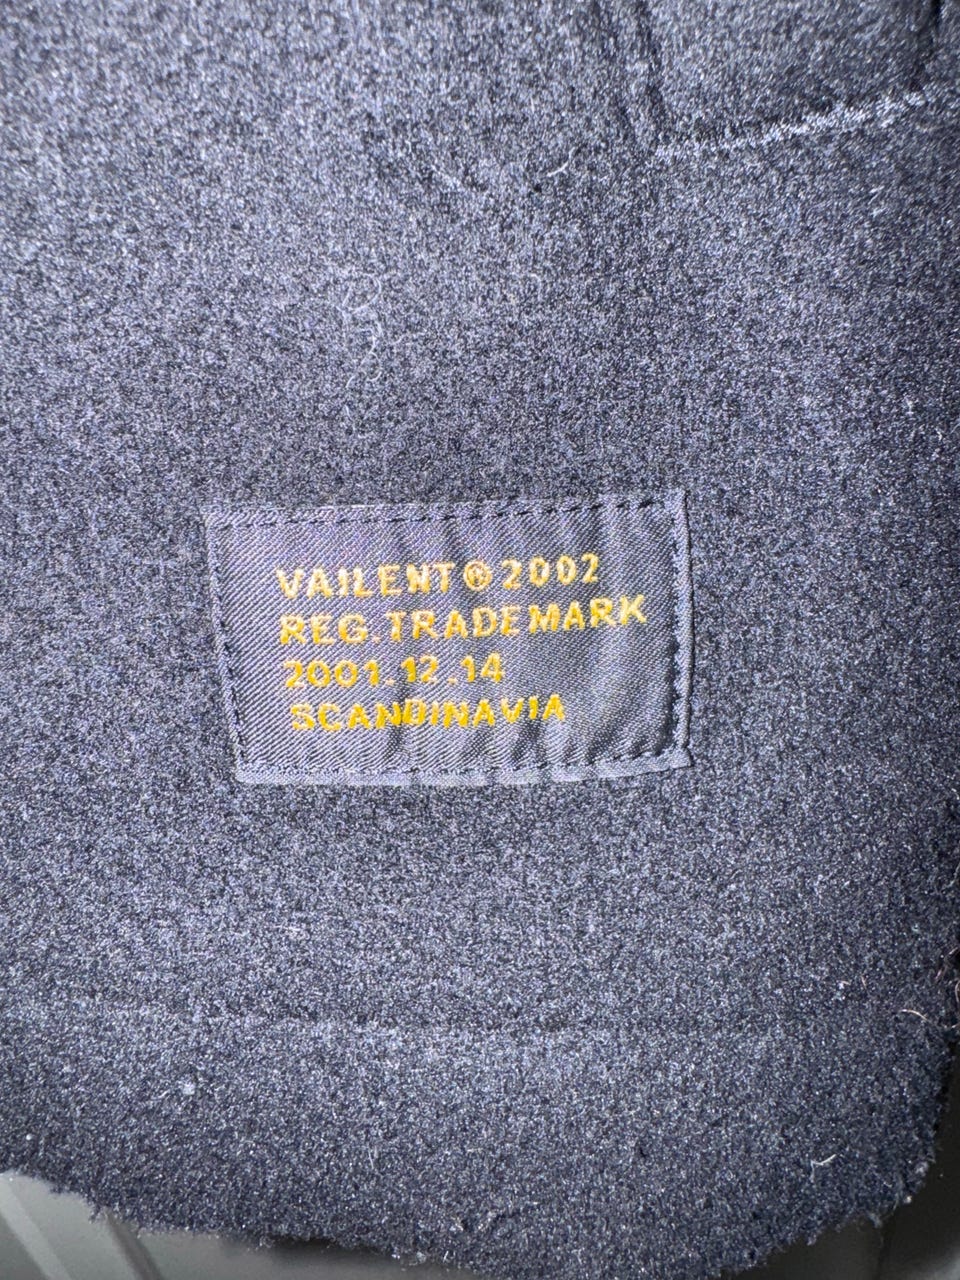 VAILENT ® 2002
REG. TRADEMARK
2001.12.14
SCANDINAVIA